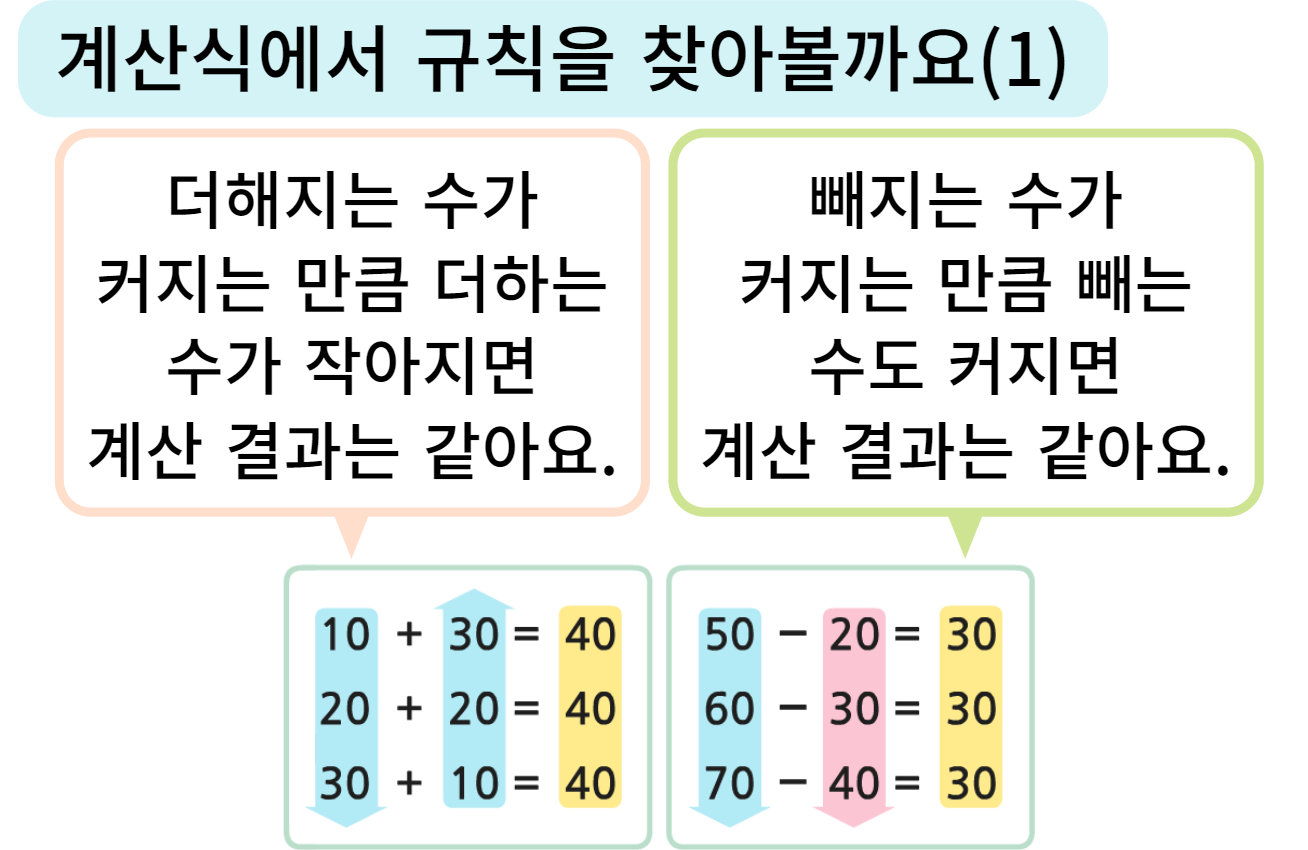 계산식에서 규칙을 찾아볼까요(1)
더해지는 수가
커지는 만큼 더하는
수가 작아지면
계산 결과는 같아요.
빼지는 수가
커지는 만큼 빼는
수도 커지면
계산 결과는 같아요.
10 + 30 = 40
20 + 20 = 40
30 + 10 = 40
50 − 20 = 30
60 − 30 = 30
70 − 40 = 30